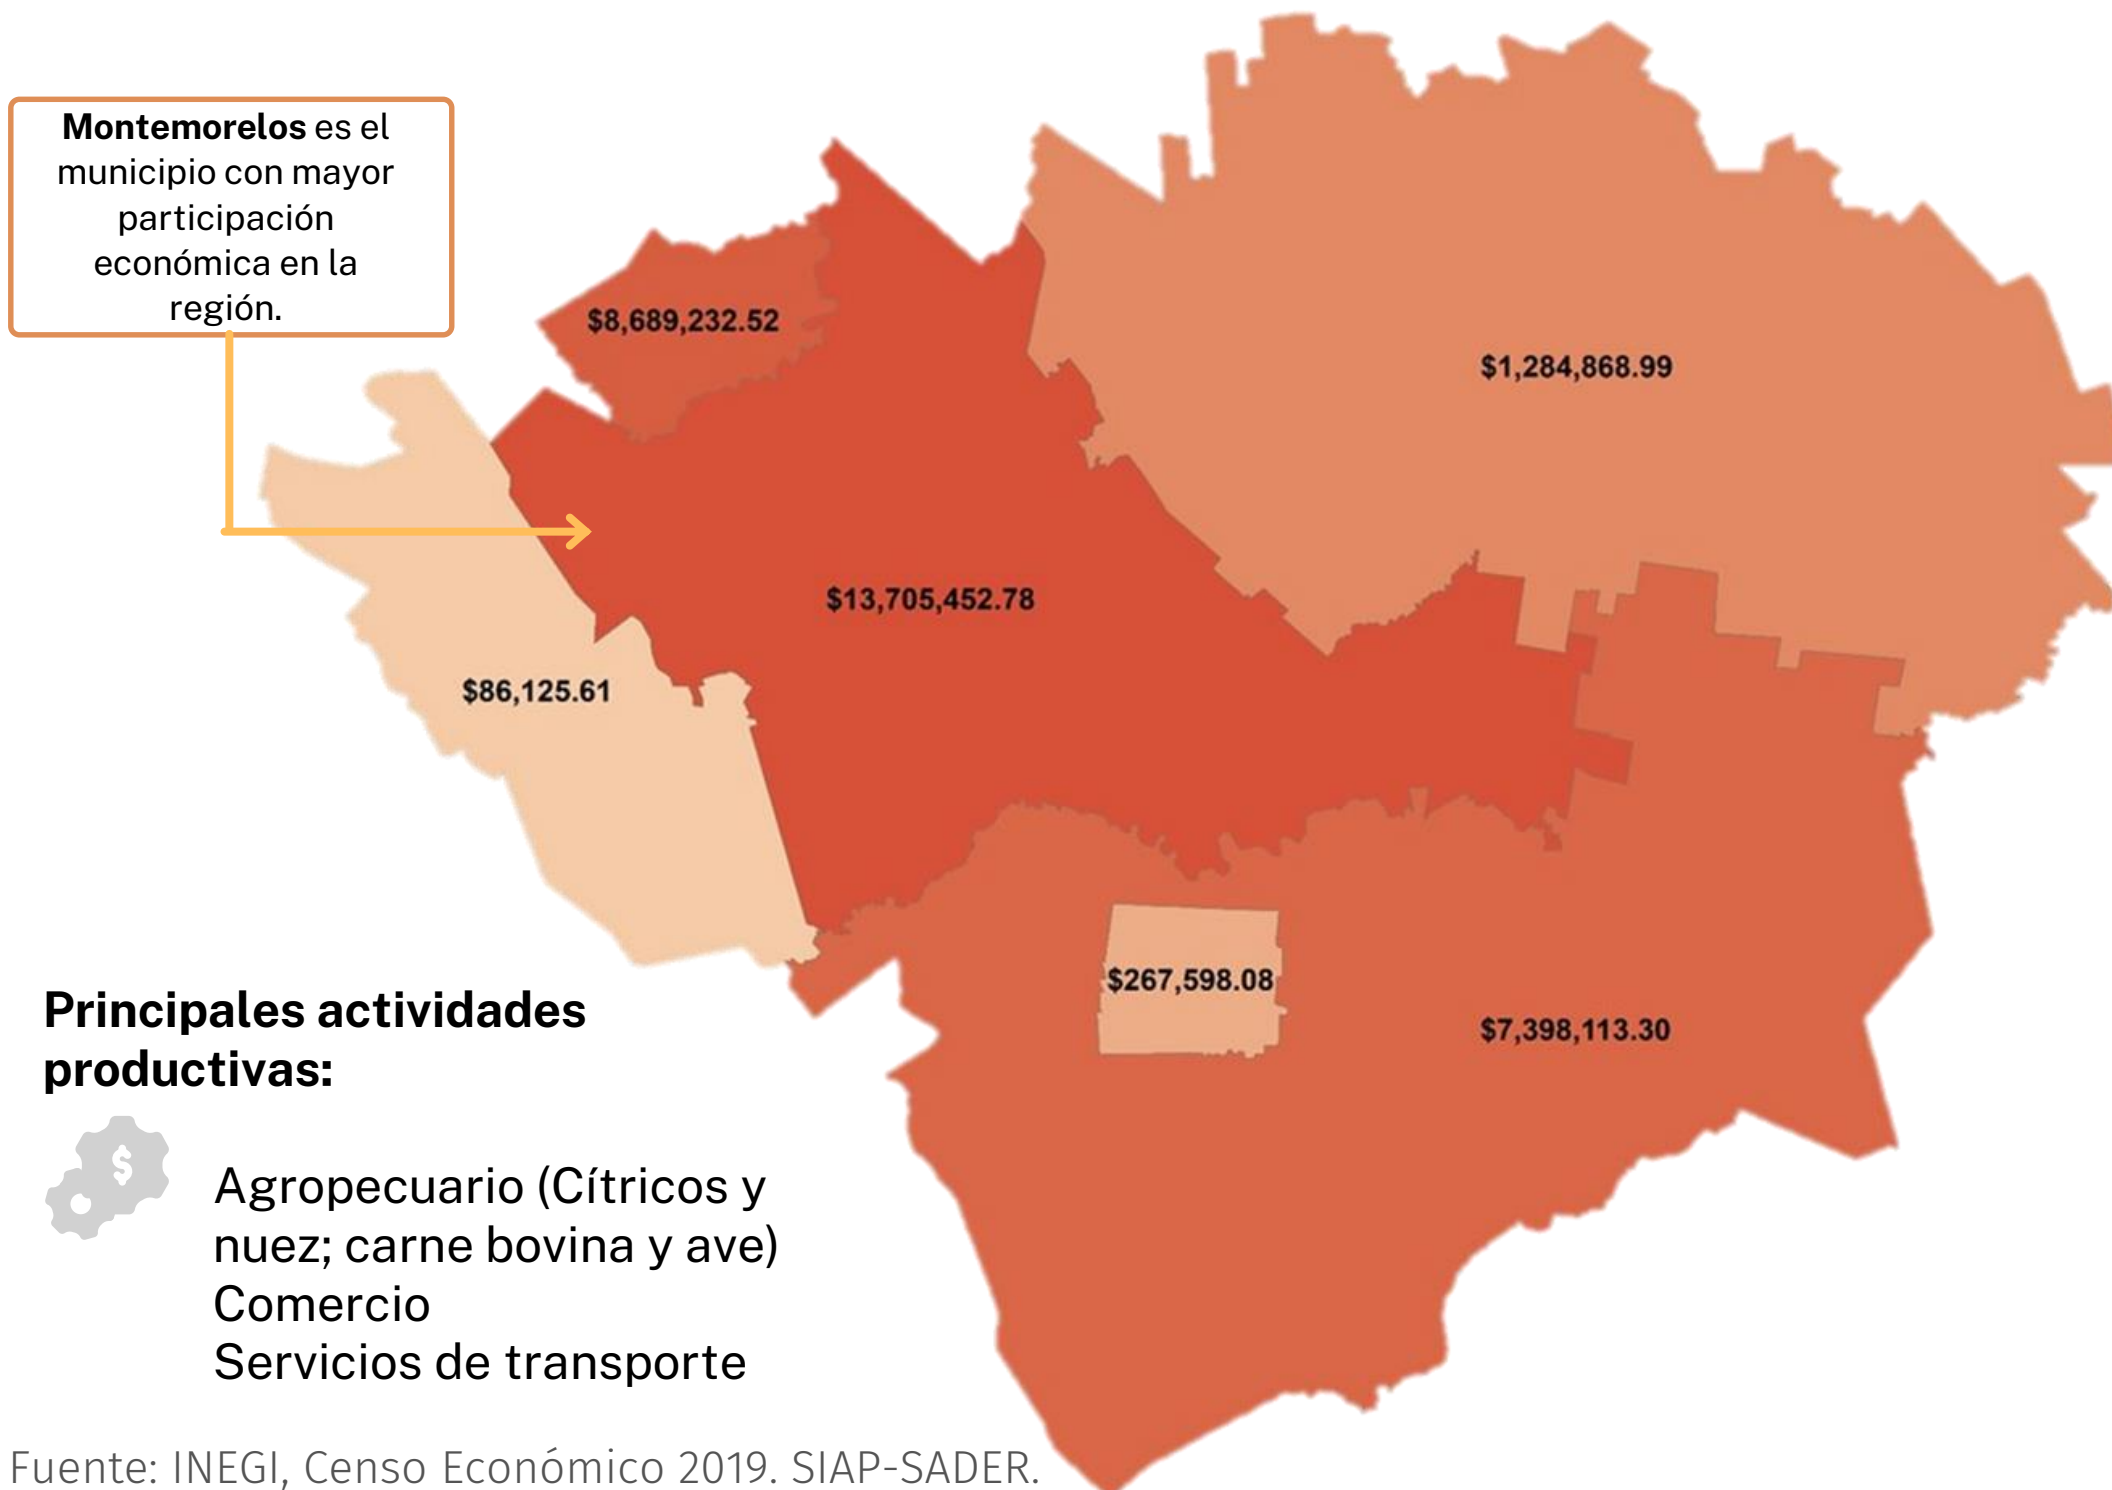 Montemorelos es el
municipio con mayor
participación
económica en la
región.
$8,689,232.52
$1,284,868.99
$13,705,452.78
$86,125.61
$267,598.08
$7,398,113.30
Principales actividades
productivas:
$
Agropecuario (Cítricos y
nuez; carne bovina y ave)
Comercio
Servicios de transporte
Fuente: INEGI, Censo Económico 2019. SIAP-SADER.